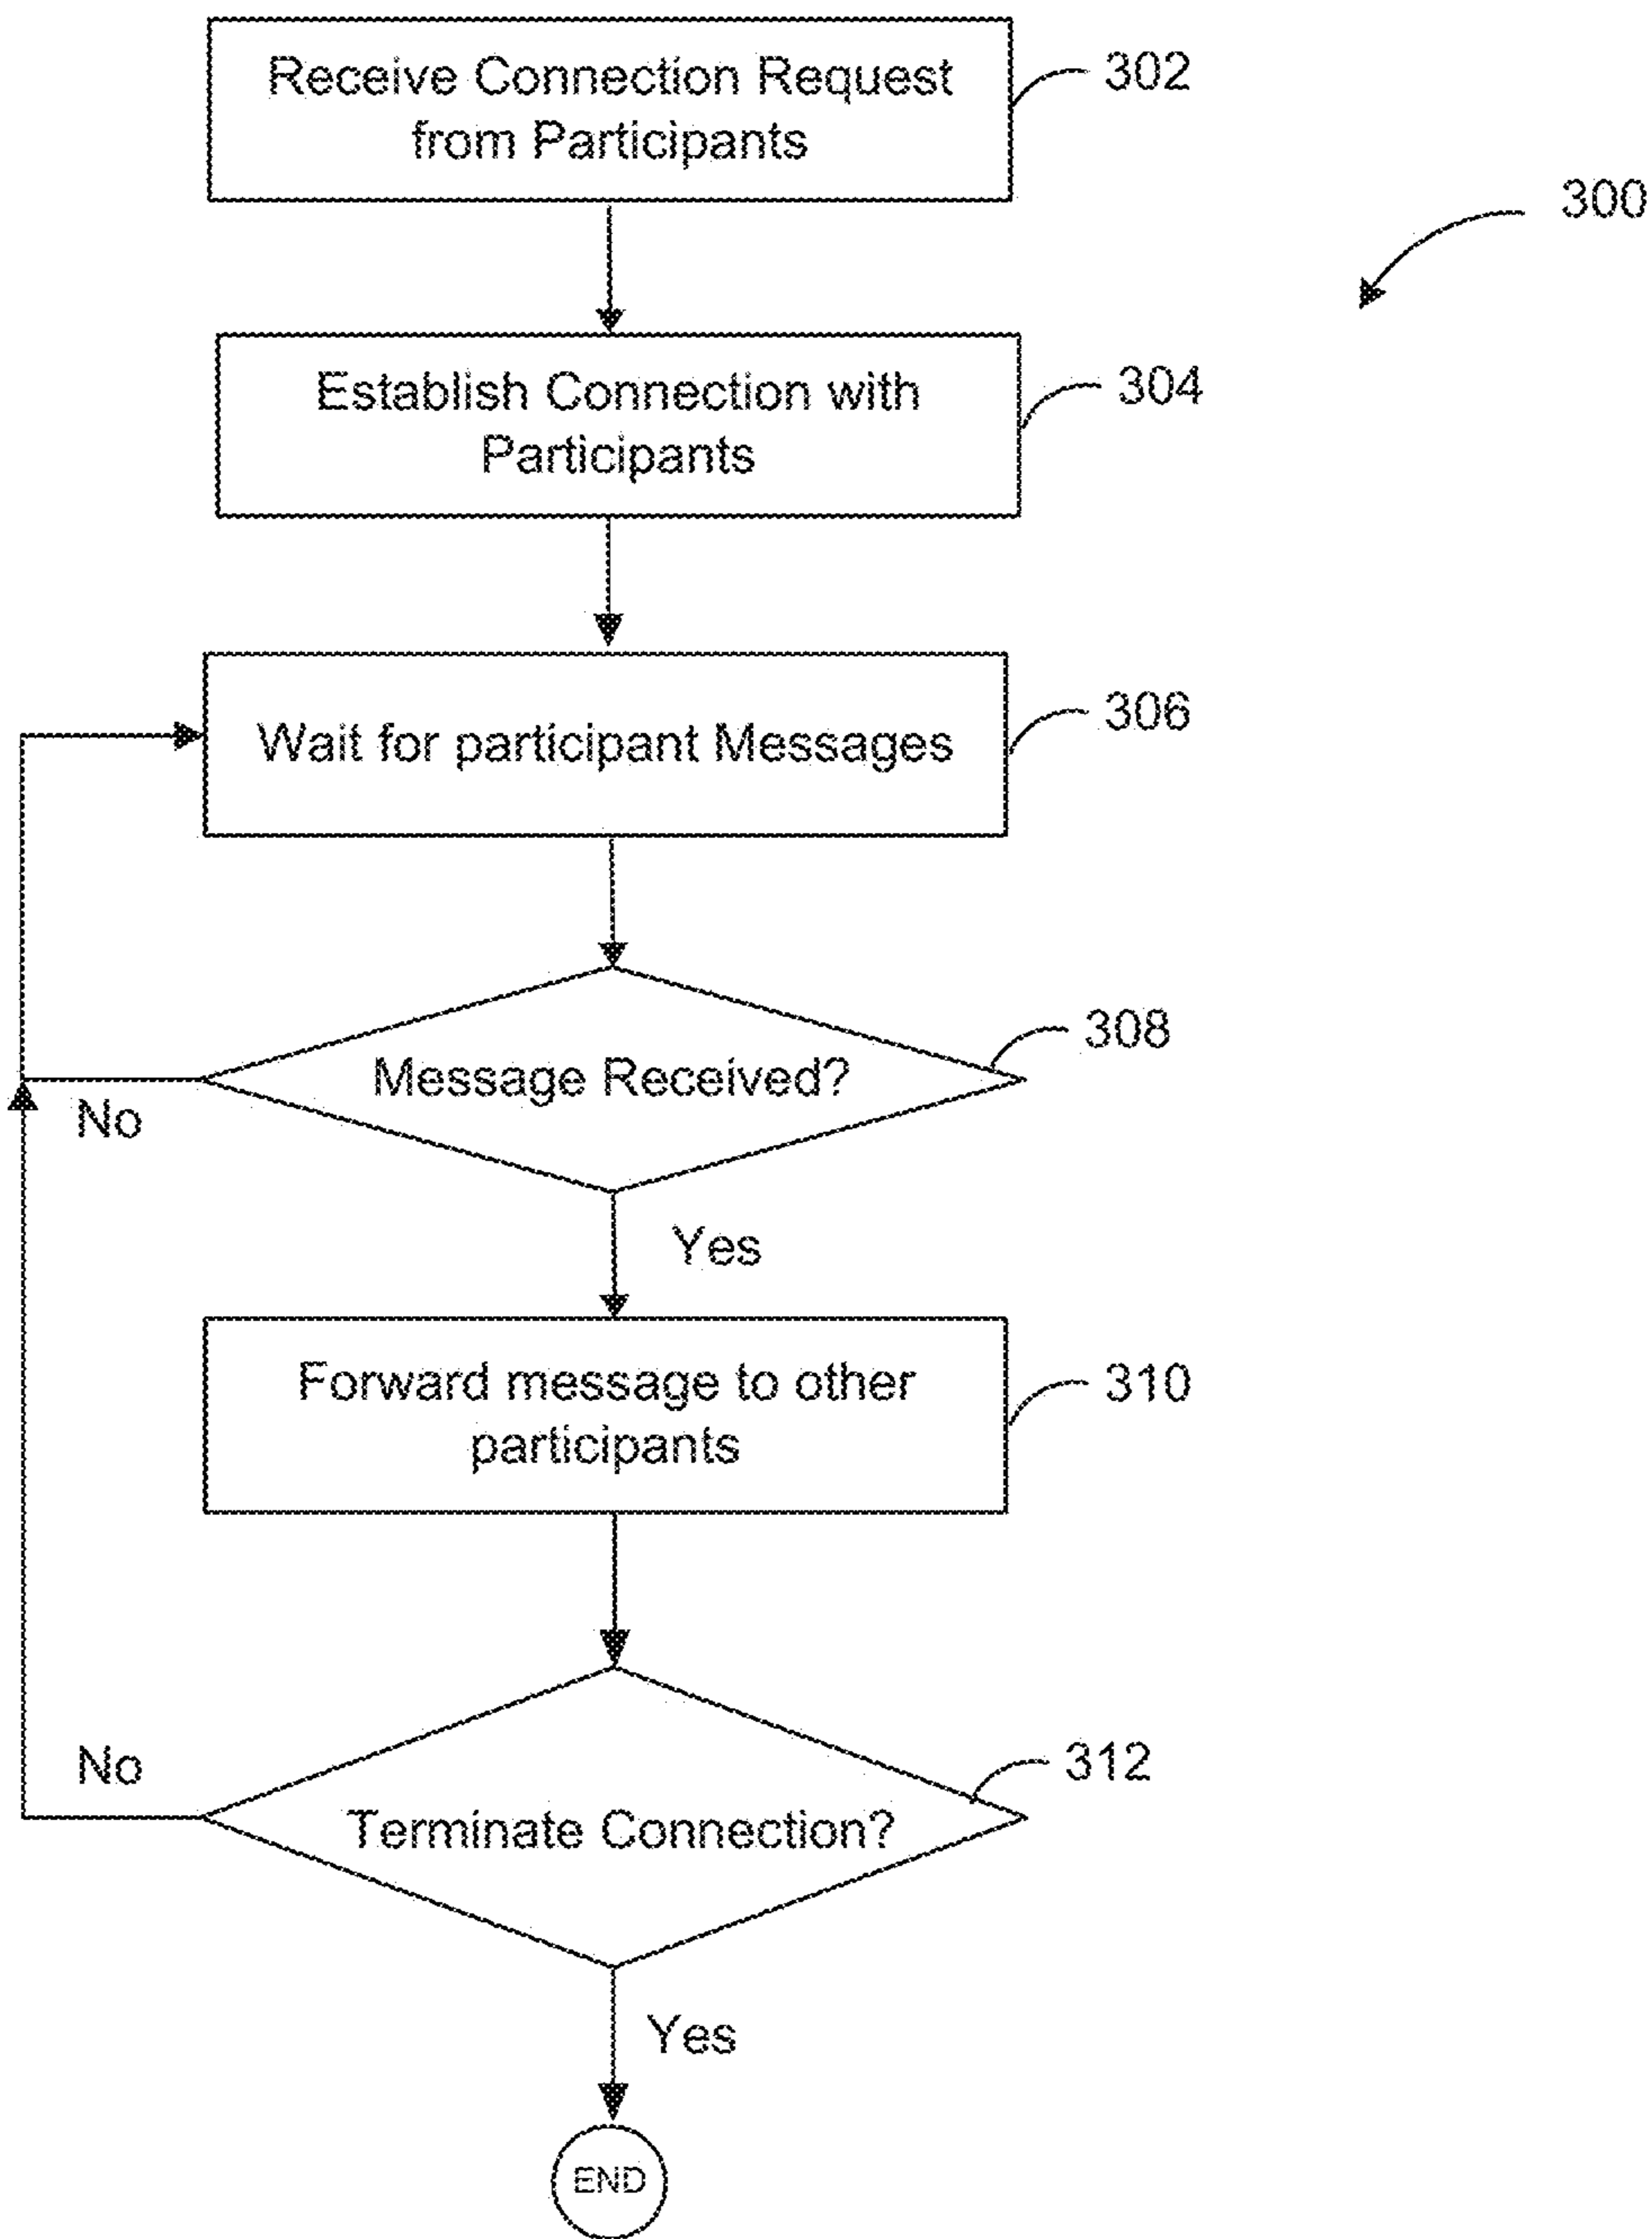 Receive Connection Request
from Participants
302
300
Establish Connection with
Participants
304
Wait for participant Messages
306
Message Received?
308
No
Yes
Forward message to other
participants
310
No
Terminate Connection?
312
Yes
END